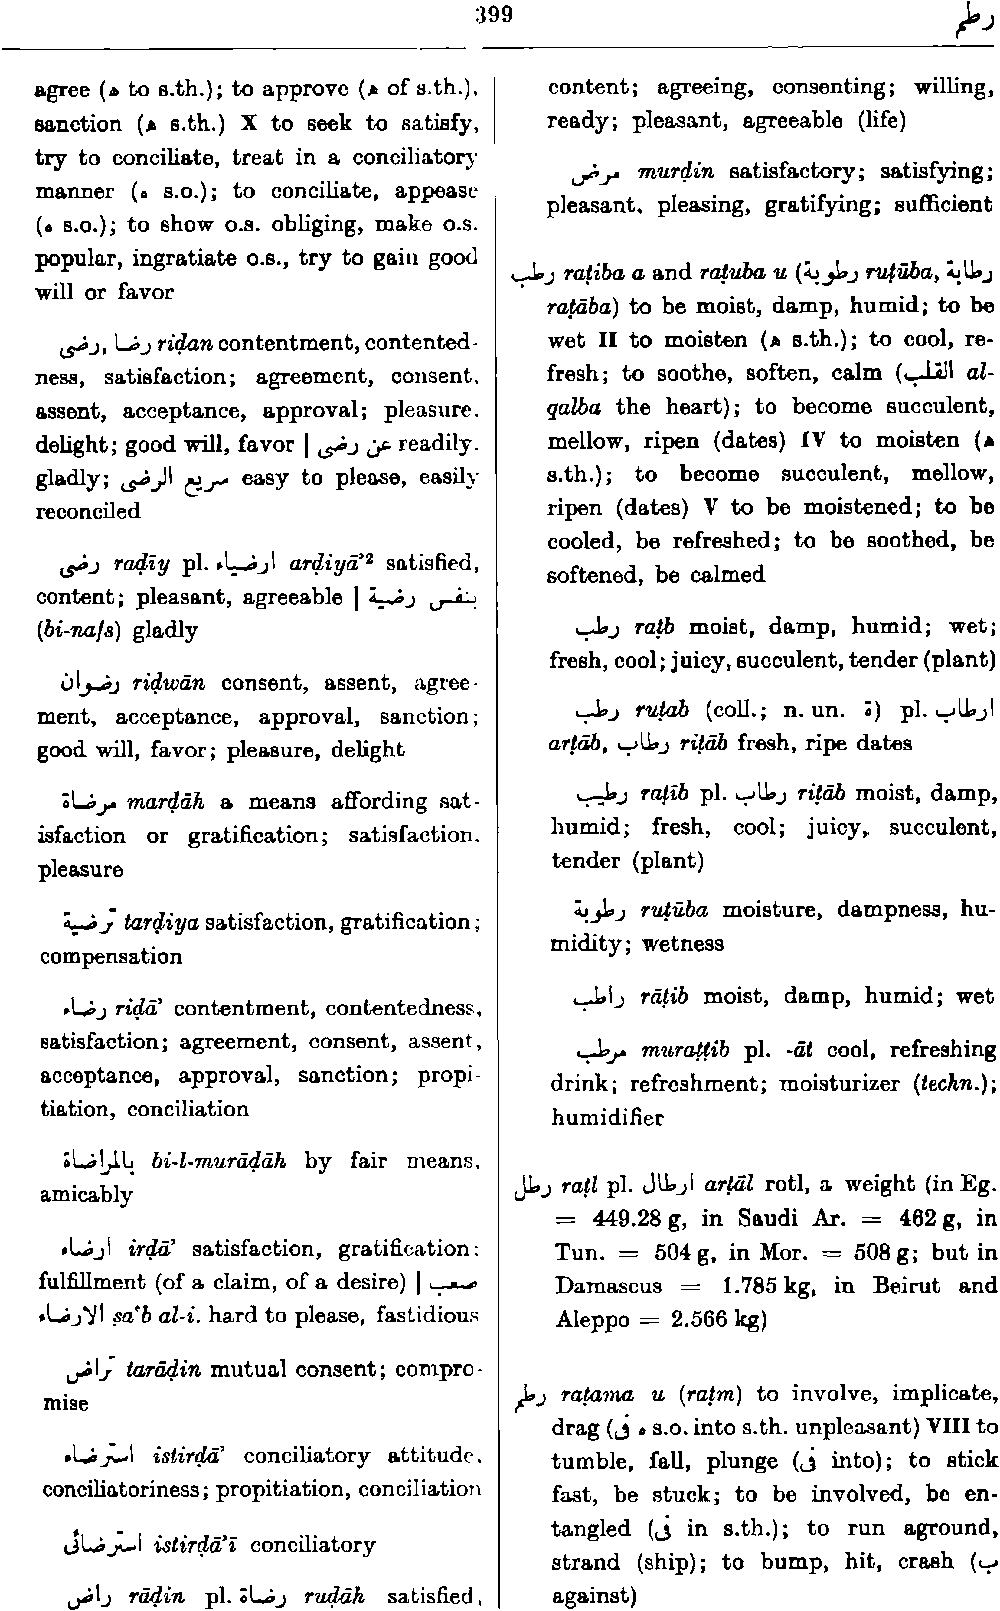 399
رطم
agree (ه to s.th.); to approve (ه of s.th.),
sanction (ه s.th.) X to seek to satisfy,
try to conciliate, treat in a conciliatory
manner (ه s.o.); to conciliate, appease
(ه s.o.); to show o.s. obliging, make o.s.
popular, ingratiate o.s., try to gain good
will or favor
رضى، رضا riḍan contentment, contented-
ness, satisfaction; agreement, consent,
assent, acceptance, approval; pleasure,
delight; good will, favor | عن رضى readily,
gladly; سريع الرضى easy to please, easily
reconciled
رضى raḍīy pl. ارضياء arḍiyā’² satisfied,
content; pleasant, agreeable | بنفس رضية
(bi-nafs) gladly
رضوان riḍwān consent, assent, agree-
ment, acceptance, approval, sanction;
good will, favor; pleasure, delight
مرضاة marḍāh a means affording sat-
isfaction or gratification; satisfaction,
pleasure
ترضية tarḍiya satisfaction, gratification;
compensation
رضاء riḍā’ contentment, contentedness,
satisfaction; agreement, consent, assent,
acceptance, approval, sanction; propi-
tiation, conciliation
بالمراضاة bi-l-murāḍāh by fair means,
amicably
ارضاء irḍā’ satisfaction, gratification;
fulfillment (of a claim, of a desire) | صعب
الارضاء ṣa‘b al-i. hard to please, fastidious
تراض tarāḍin mutual consent; compro-
mise
استرضاء istirḍā’ conciliatory attitude,
conciliatoriness; propitiation, conciliation
استرضائى istirḍā’ī conciliatory
راض rāḍin pl. رضاة ruḍāh satisfied,
content; agreeing, consenting; willing,
ready; pleasant, agreeable (life)
مرض murḍin satisfactory; satisfying;
pleasant, pleasing, gratifying; sufficient
رطب raṭiba a and raṭuba u (رطوبة ruṭūba, رطابة
raṭāba) to be moist, damp, humid; to be
wet II to moisten (ه s.th.); to cool, re-
fresh; to soothe, soften, calm (القلب al-
qalba the heart); to become succulent,
mellow, ripen (dates) IV to moisten (ه
s.th.); to become succulent, mellow,
ripen (dates) V to be moistened; to be
cooled, be refreshed; to be soothed, be
softened, be calmed
رطب raṭb moist, damp, humid; wet;
fresh, cool; juicy, succulent, tender (plant)
رطب ruṭab (coll.; n. un. ة) pl. ارطاب
arṭāb, رطاب riṭāb fresh, ripe dates
رطيب raṭīb pl. رطاب riṭāb moist, damp,
humid; fresh, cool; juicy, succulent,
tender (plant)
رطوبة ruṭūba moisture, dampness, hu-
midity; wetness
راطب rāṭib moist, damp, humid; wet
مرطب muraṭṭib pl. -āt cool, refreshing
drink; refreshment; moisturizer (techn.);
humidifier
رطل raṭl pl. ارطال arṭāl rotl, a weight (in Eg.
= 449.28 g, in Saudi Ar. = 462 g, in
Tun. = 504 g, in Mor. = 508 g; but in
Damascus = 1.785 kg, in Beirut and
Aleppo = 2.566 kg)
رطم raṭama u (raṭm) to involve, implicate,
drag (ه فى s.o. into s.th. unpleasant) VIII to
tumble, fall, plunge (فى into); to stick
fast, be stuck; to be involved, be en-
tangled (فى in s.th.); to run aground,
strand (ship); to bump, hit, crash (ب
against)